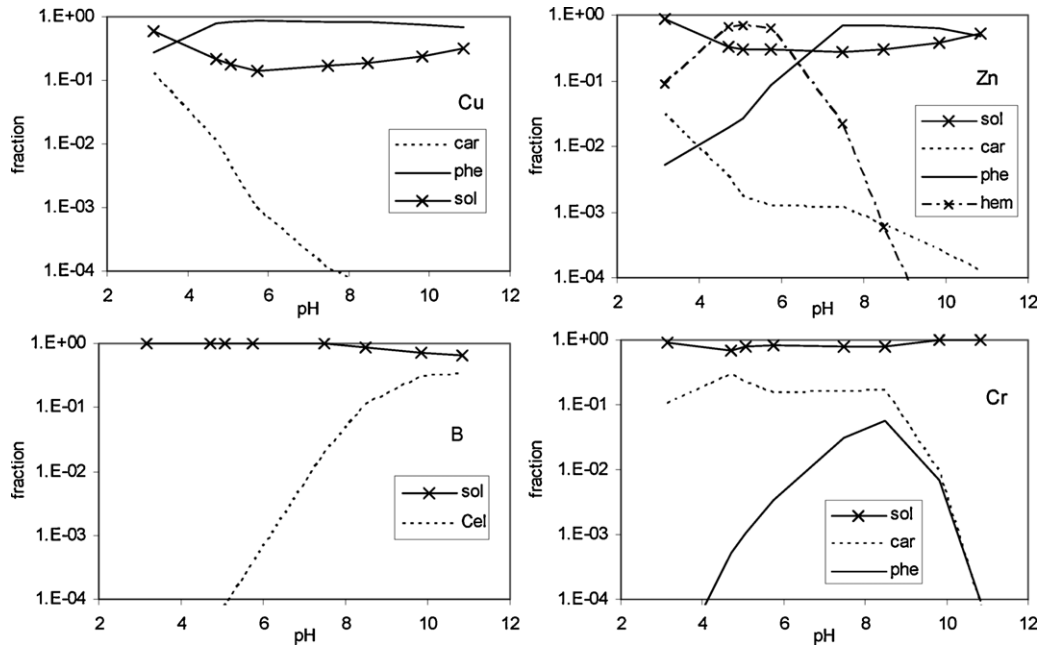 1.E+00
1.E-01
1.E-02
1.E-03
1.E-04
fraction
2 4 6 8 10 12
pH
Cu
car
phe
sol
1.E+00
1.E-01
1.E-02
1.E-03
1.E-04
fraction
2 4 6 8 10 12
pH
Zn
sol
car
phe
hem
1.E+00
1.E-01
1.E-02
1.E-03
1.E-04
fraction
2 4 6 8 10 12
pH
B
sol
Cel
1.E+00
1.E-01
1.E-02
1.E-03
1.E-04
fraction
2 4 6 8 10 12
pH
Cr
sol
car
phe